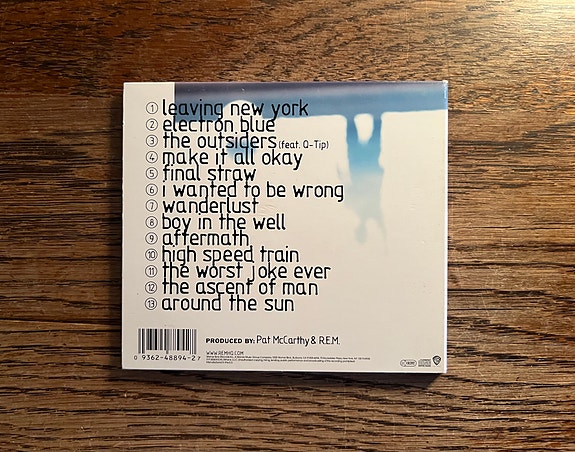 1 leaving new york
2 electron blue
3 the outsiders (feat. Q-Tip)
4 make it all okay
5 final straw
6 i wanted to be wrong
7 wanderlust
8 boy in the well
9 aftermath
10 high speed train
11 the worst joke ever
12 the ascent of man
13 around the sun
PRODUCED BY: Pat McCarthy & R.E.M.
WWW.REMHQ.COM
0 9362-48894-2 7